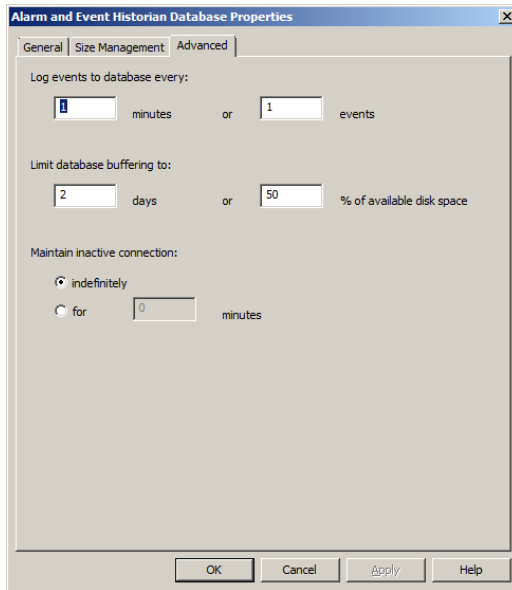 Alarm and Event Historian Database Properties
General Size Management Advanced
Log events to database every:
1 minutes or 1 events
Limit database buffering to:
2 days or 50 % of available disk space
Maintain inactive connection:
indefinitely
for 0 minutes
OK Cancel Apply Help